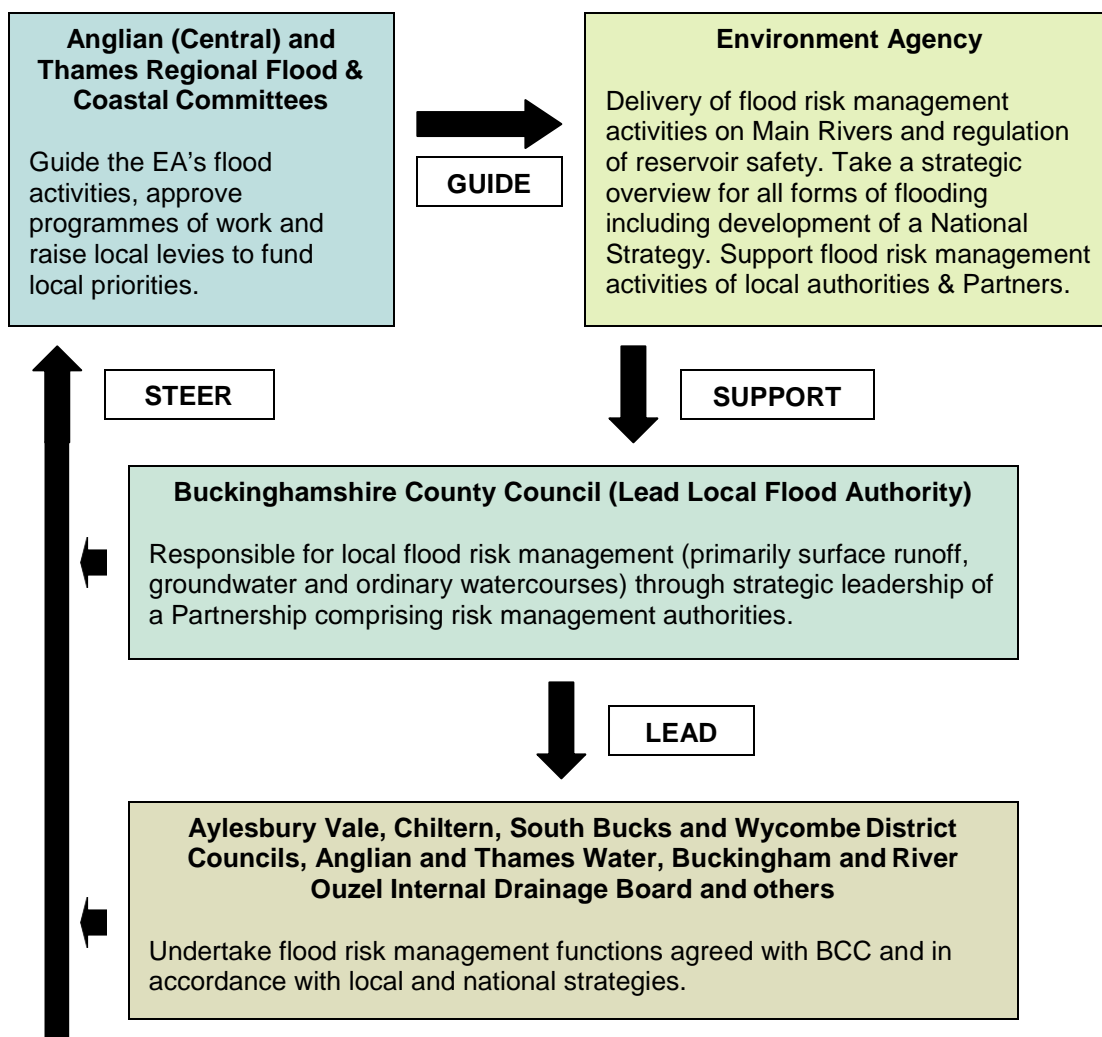 Anglian (Central) and
Thames Regional Flood &
Coastal Committees
Guide the EA's flood
activities, approve
programmes of work and
raise local levies to fund
local priorities.
GUIDE
Environment Agency
Delivery of flood risk management
activities on Main Rivers and regulation
of reservoir safety. Take a strategic
overview for all forms of flooding
including development of a National
Strategy. Support flood risk management
activities of local authorities & Partners.
STEER
SUPPORT
Buckinghamshire County Council (Lead Local Flood Authority)
Responsible for local flood risk management (primarily surface runoff,
groundwater and ordinary watercourses) through strategic leadership of
a Partnership comprising risk management authorities.
LEAD
Aylesbury Vale, Chiltern, South Bucks and Wycombe District
Councils, Anglian and Thames Water, Buckingham and River
Ouzel Internal Drainage Board and others
Undertake flood risk management functions agreed with BCC and in
accordance with local and national strategies.